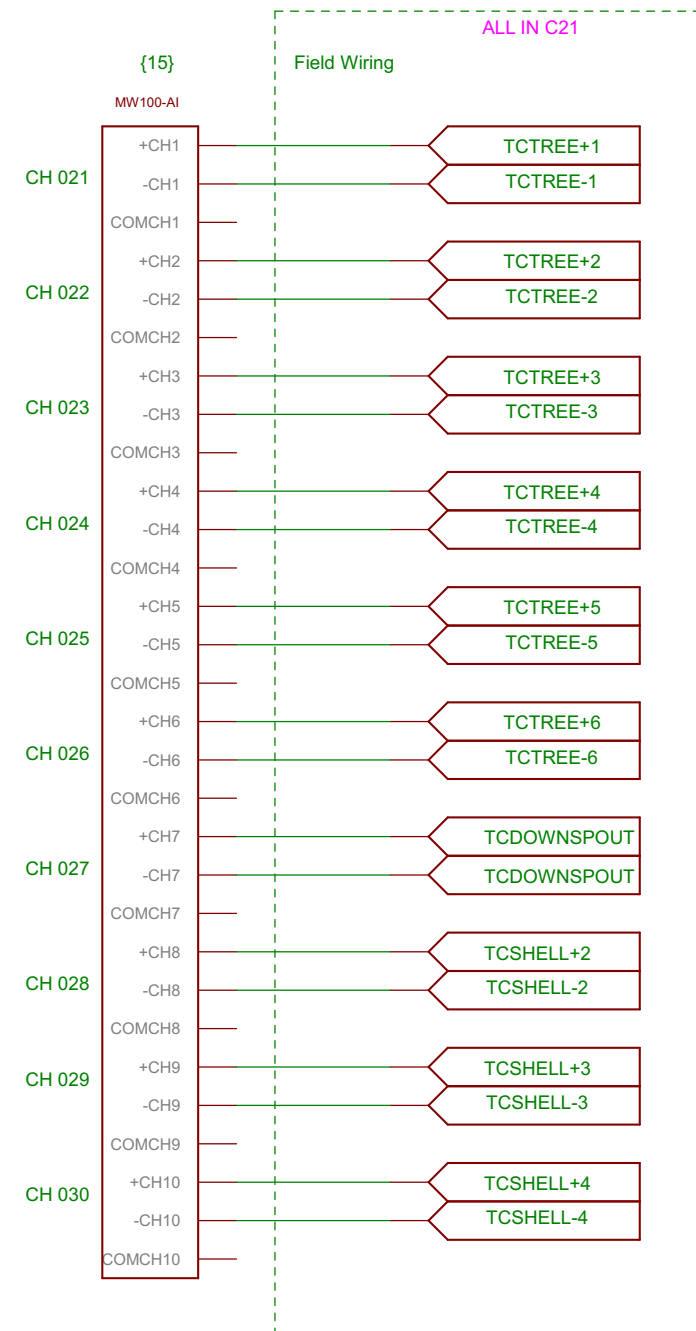 ALL IN C21
{15}
Field Wiring
MW100-AI
+CH1
TCTREE+1
CH 021
-CH1
TCTREE-1
COMCH1
+CH2
TCTREE+2
CH 022
-CH2
TCTREE-2
COMCH2
+CH3
TCTREE+3
CH 023
-CH3
TCTREE-3
COMCH3
+CH4
TCTREE+4
CH 024
-CH4
TCTREE-4
COMCH4
+CH5
TCTREE+5
CH 025
-CH5
TCTREE-5
COMCH5
+CH6
TCTREE+6
CH 026
-CH6
TCTREE-6
COMCH6
+CH7
TCDOWNSPOUT
CH 027
-CH7
TCDOWNSPOUT
COMCH7
+CH8
TCSHELL+2
CH 028
-CH8
TCSHELL-2
COMCH8
+CH9
TCSHELL+3
CH 029
-CH9
TCSHELL-3
COMCH9
+CH10
TCSHELL+4
CH 030
-CH10
TCSHELL-4
COMCH10